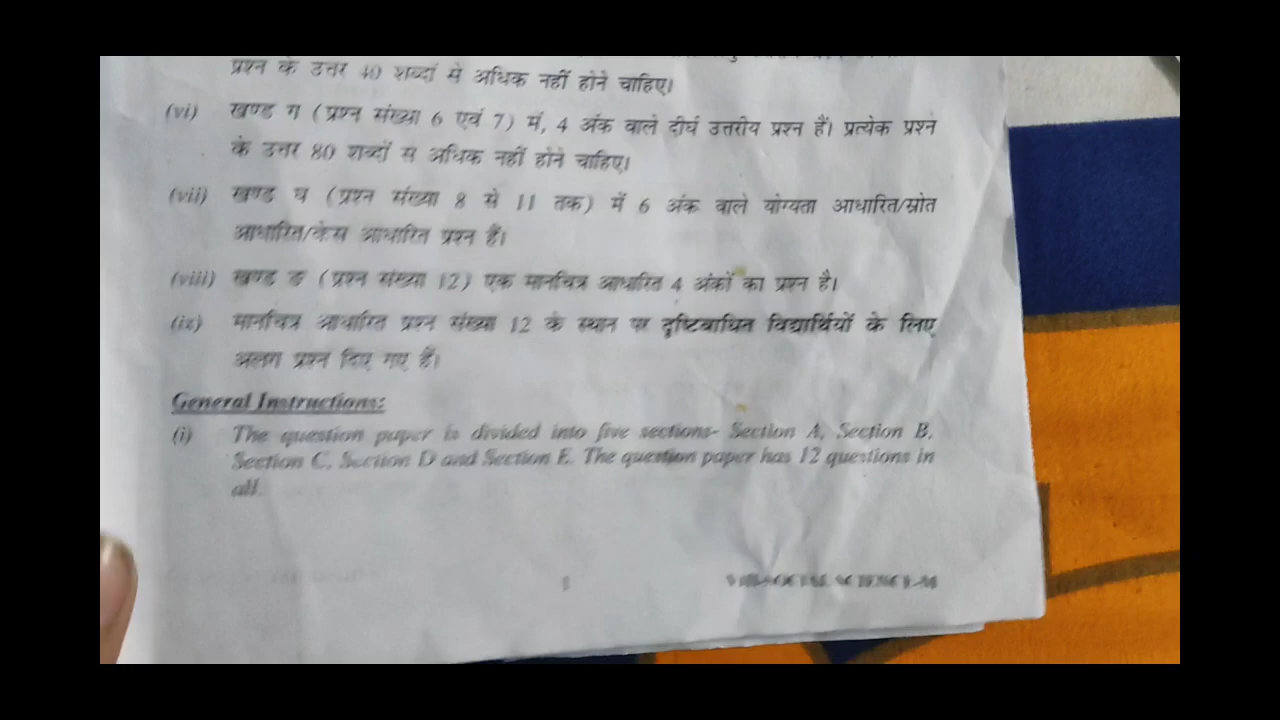 प्रश्न के उत्तर 40 शब्दों से अधिक नहीं होने चाहिए।
(vi) खण्ड ग (प्रश्न संख्या 6 एवं 7) में, 4 अंक वाले दीर्घ उत्तरीय प्रश्न हैं। प्रत्येक प्रश्न
के उत्तर 80 शब्दों से अधिक नहीं होने चाहिए।
(vii) खण्ड घ (प्रश्न संख्या 8 से 11 तक) में 6 अंक वाले योग्यता आधारित/स्रोत
आधारित/केस आधारित प्रश्न हैं।
(viii) खण्ड ङ (प्रश्न संख्या 12) एक मानचित्र आधारित 4 अंकों का प्रश्न है।
(ix) मानचित्र आधारित प्रश्न संख्या 12 के स्थान पर दृष्टिबाधित विद्यार्थियों के लिए
अलग प्रश्न दिए गए हैं।
General Instructions:
(i) The question paper is divided into five sections- Section A, Section B,
Section C, Section D and Section E. The question paper has 12 questions in
all.
SCIENCE-M